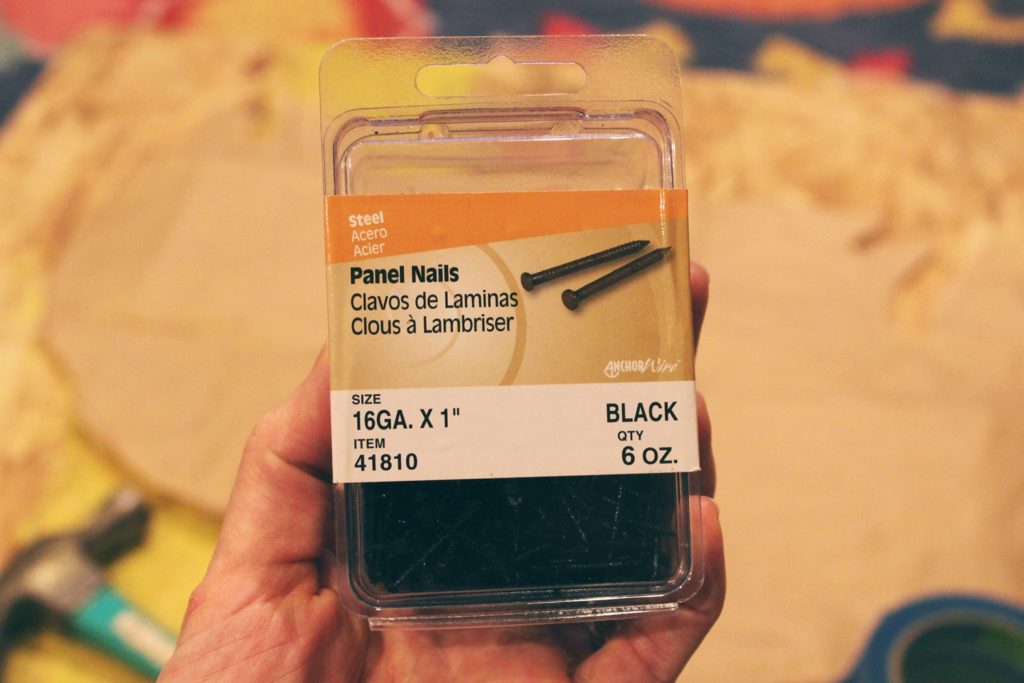 Steel
Acero
Acier
Panel Nails
Clavos de Laminas
Clous à Lambriser
ANCHOR Wire™
SIZE
16GA. X 1"
ITEM
41810
BLACK
QTY
6 OZ.